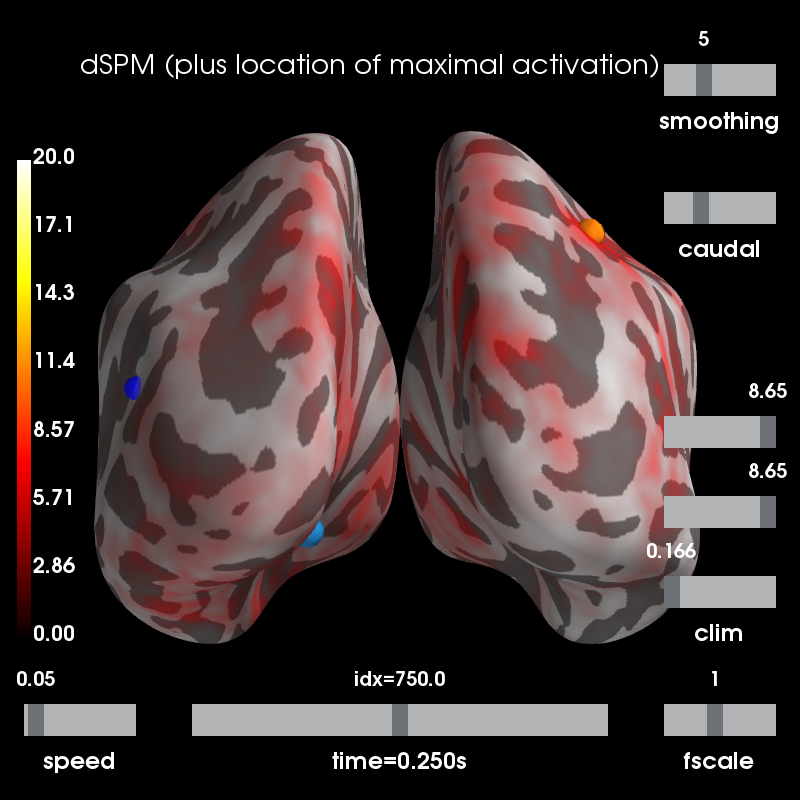 dSPM (plus location of maximal activation)
5
smoothing
20.0
17.1
14.3
11.4
8.57
5.71
2.86
0.00
caudal
8.65
8.65
0.166
clim
0.05
speed
idx=750.0
time=0.250s
1
fscale